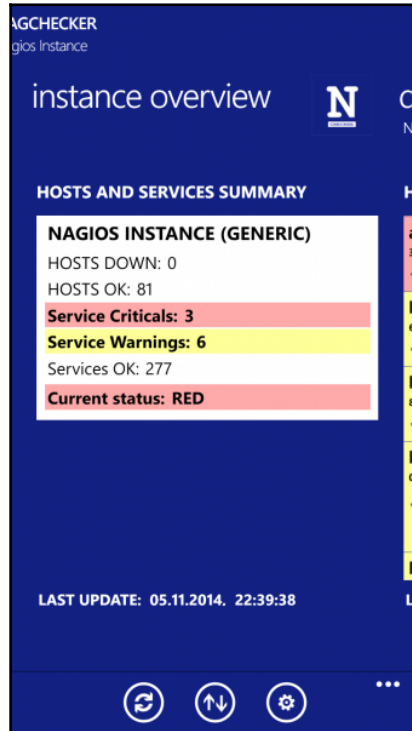 AGCHECKER
gios Instance
instance overview
N
HOSTS AND SERVICES SUMMARY
NAGIOS INSTANCE (GENERIC)
HOSTS DOWN: 0
HOSTS OK: 81
Service Criticals: 3
Service Warnings: 6
Services OK: 277
Current status: RED
LAST UPDATE: 05.11.2014. 22:39:38